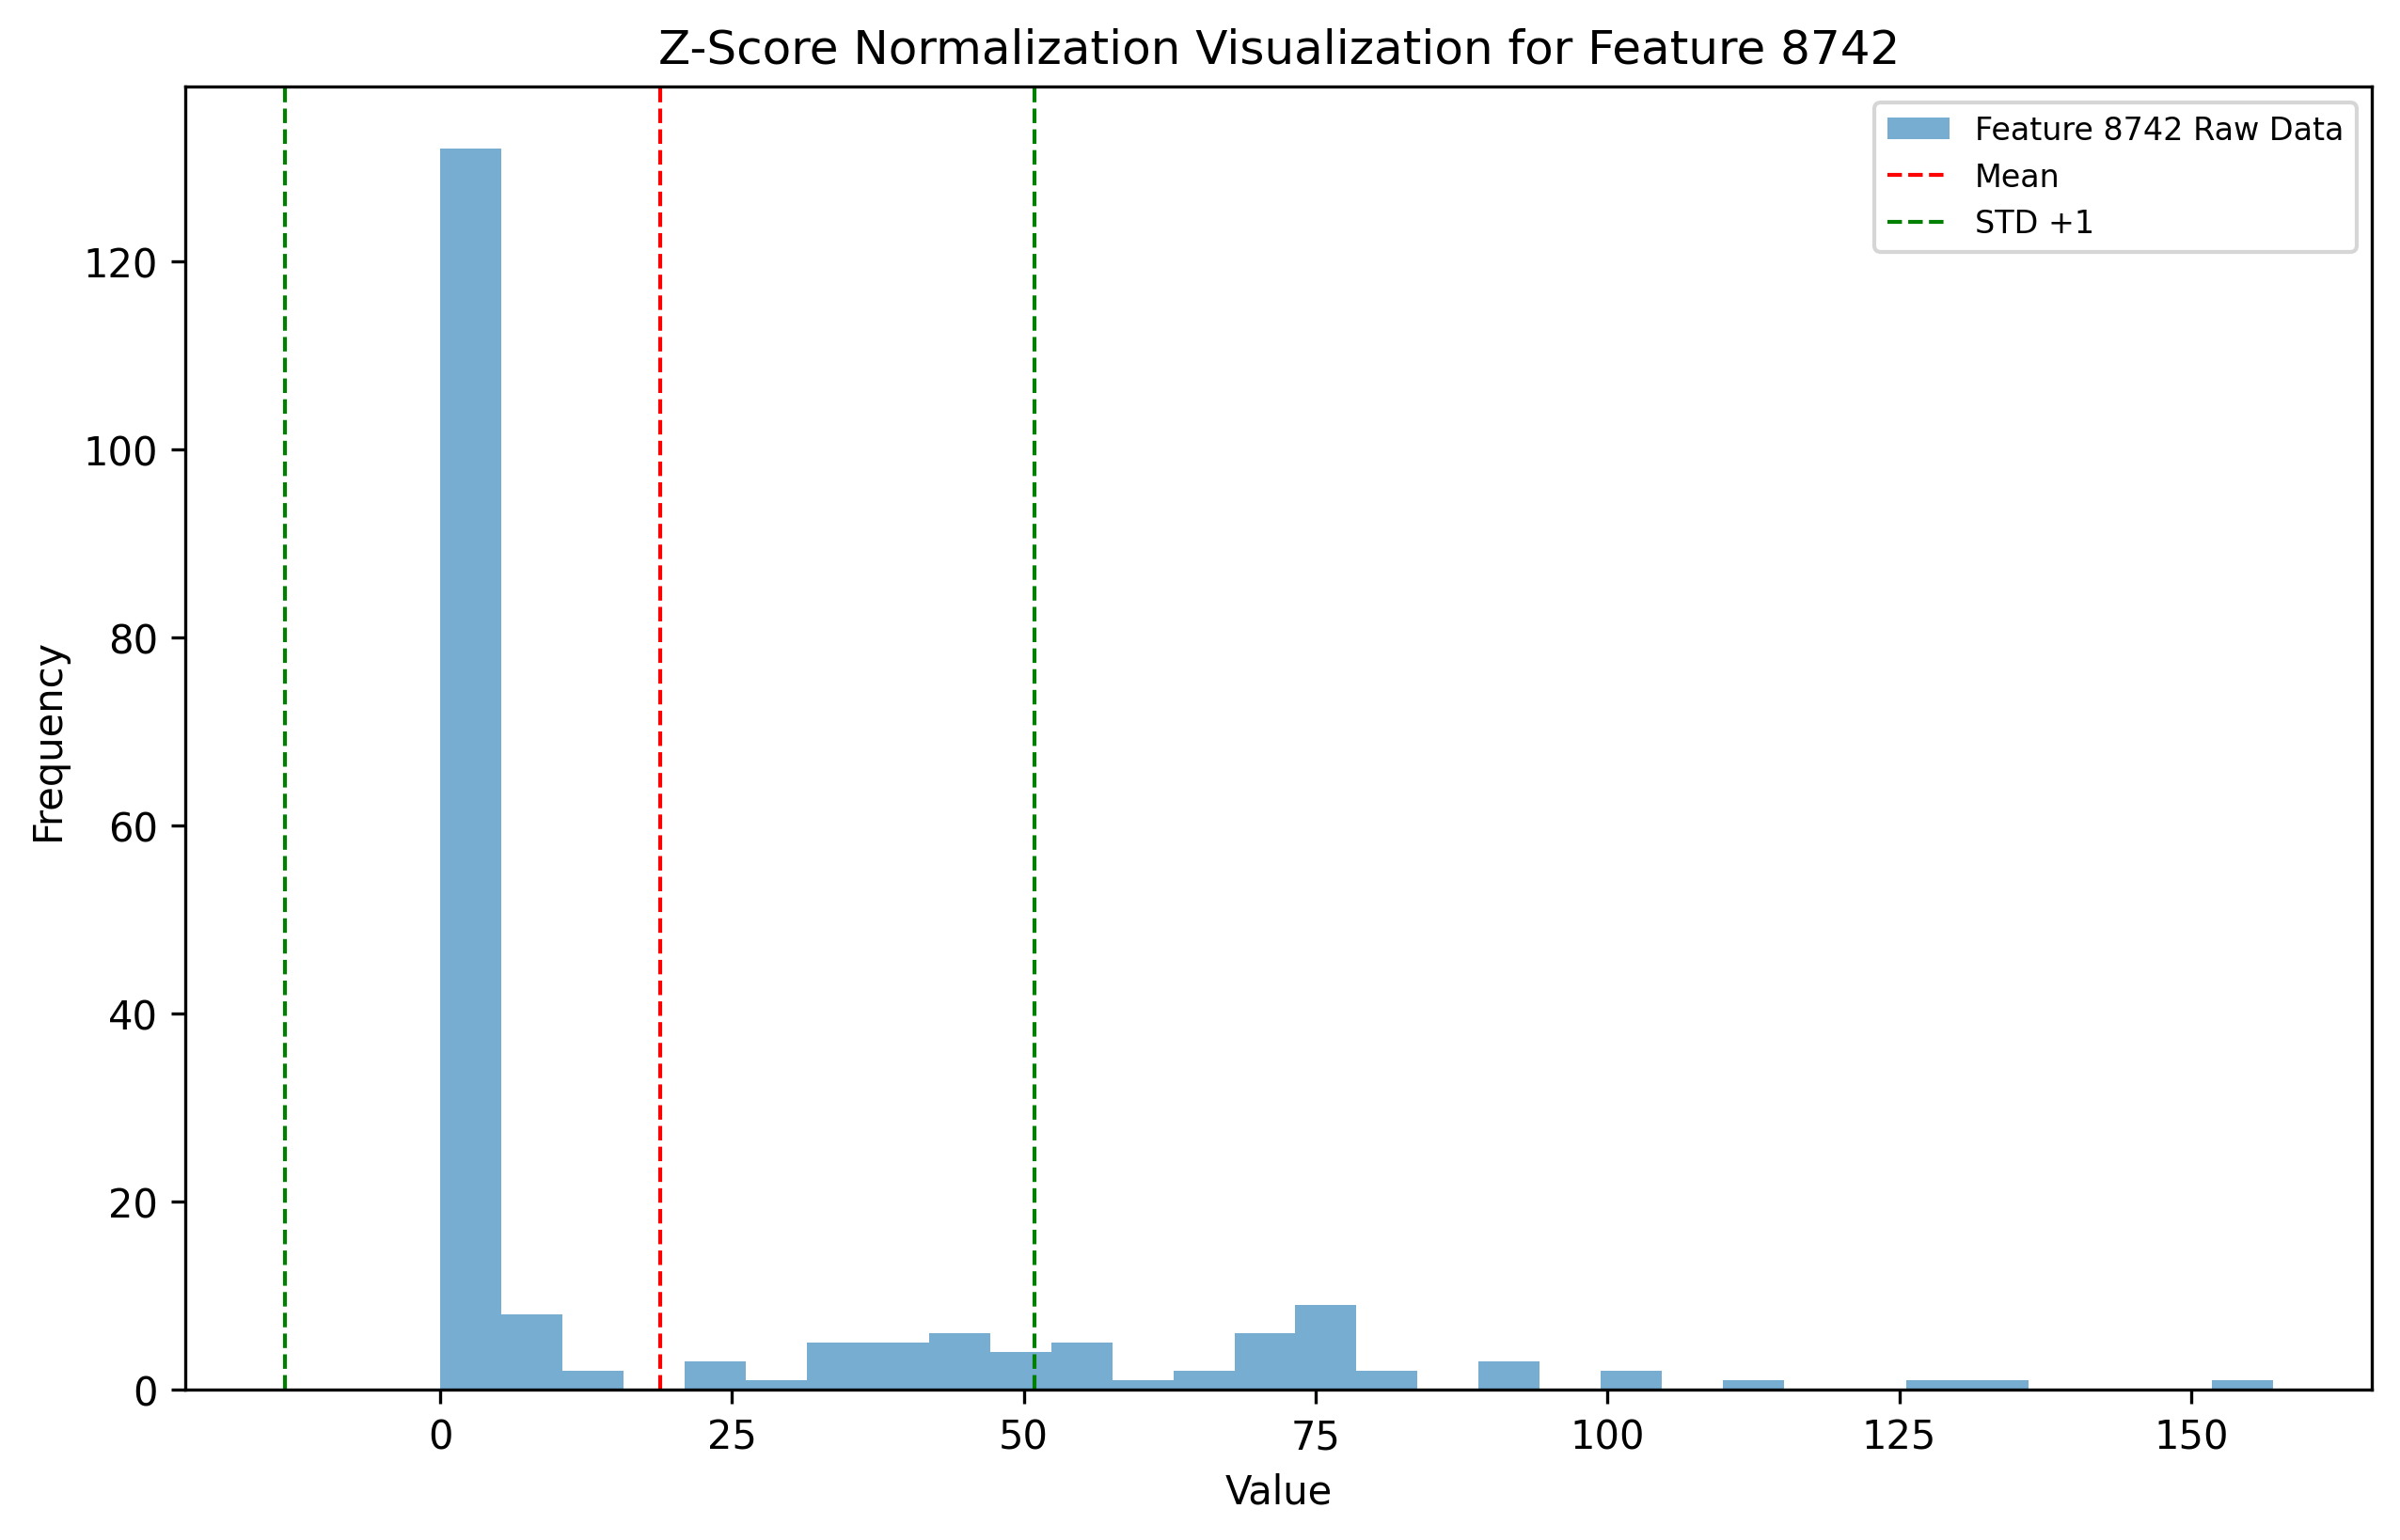 Z-Score Normalization Visualization for Feature 8742
Feature 8742 Raw Data
Mean
STD +1
120
100
80
60
40
20
0
Frequency
0 25 50 75 100 125 150
Value